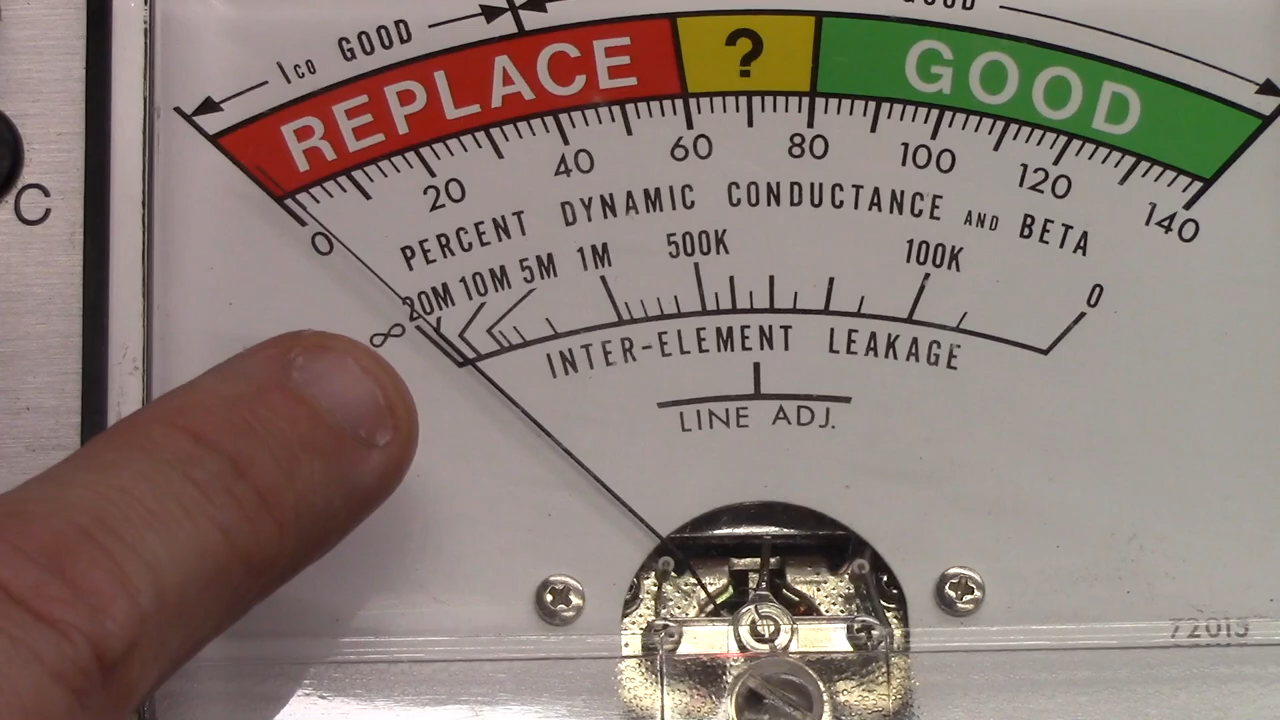 ICO GOOD
REPLACE ? GOOD
0 20 40 60 80 100 120 140
PERCENT DYNAMIC CONDUCTANCE AND BETA
∞ 20M 10M 5M 1M 500K 100K 0
INTER-ELEMENT LEAKAGE
LINE ADJ.
C
72015